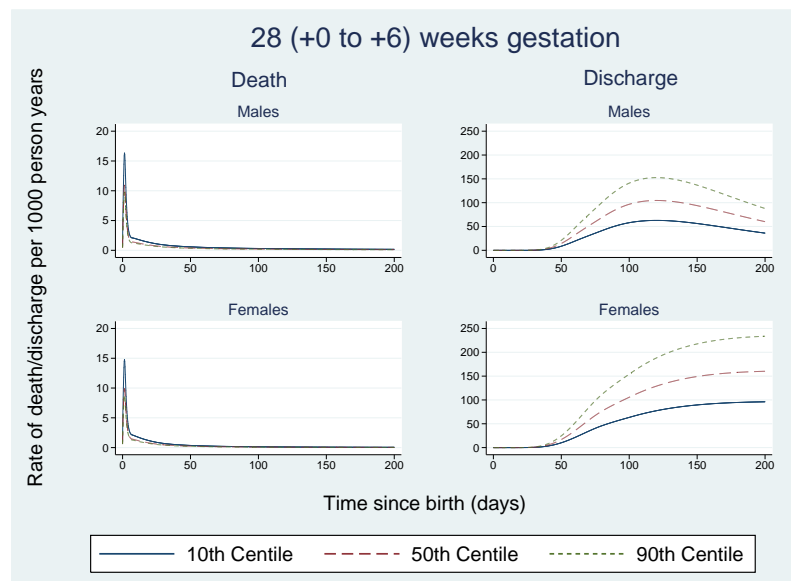 28 (+0 to +6) weeks gestation
Death
Discharge
Rate of death/discharge per 1000 person years
Males
20
15
10
5
0
0 50 100 150 200
Males
250
200
150
100
50
0
0 50 100 150 200
Females
20
15
10
5
0
0 50 100 150 200
Females
250
200
150
100
50
0
0 50 100 150 200
Time since birth (days)
10th Centile 50th Centile 90th Centile